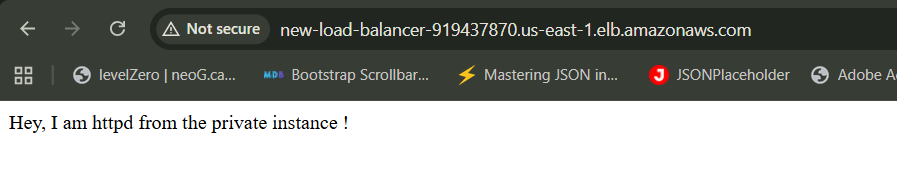 Not secure new-load-balancer-919437870.us-east-1.elb.amazonaws.com
levelZero | neoG.ca... MDB Bootstrap Scrollbar... Mastering JSON in... J JSONPlaceholder Adobe A
Hey, I am httpd from the private instance !